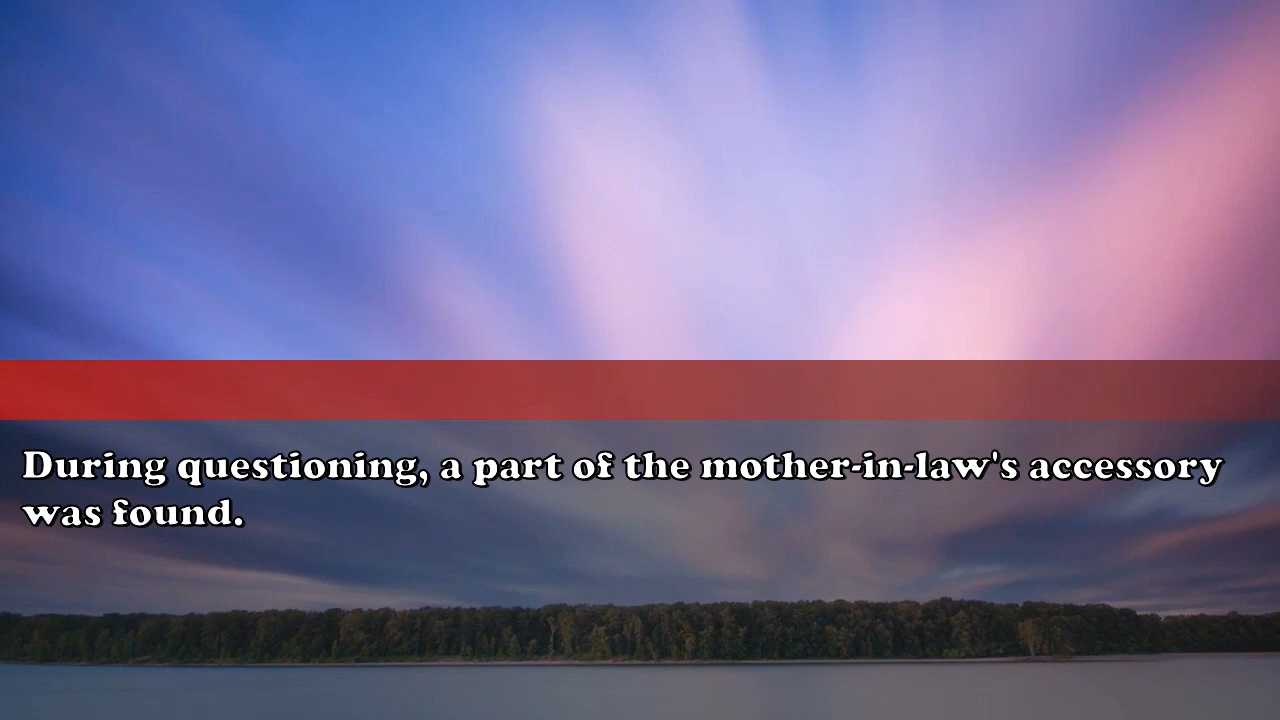 During questioning, a part of the mother-in-law's accessory
was found.